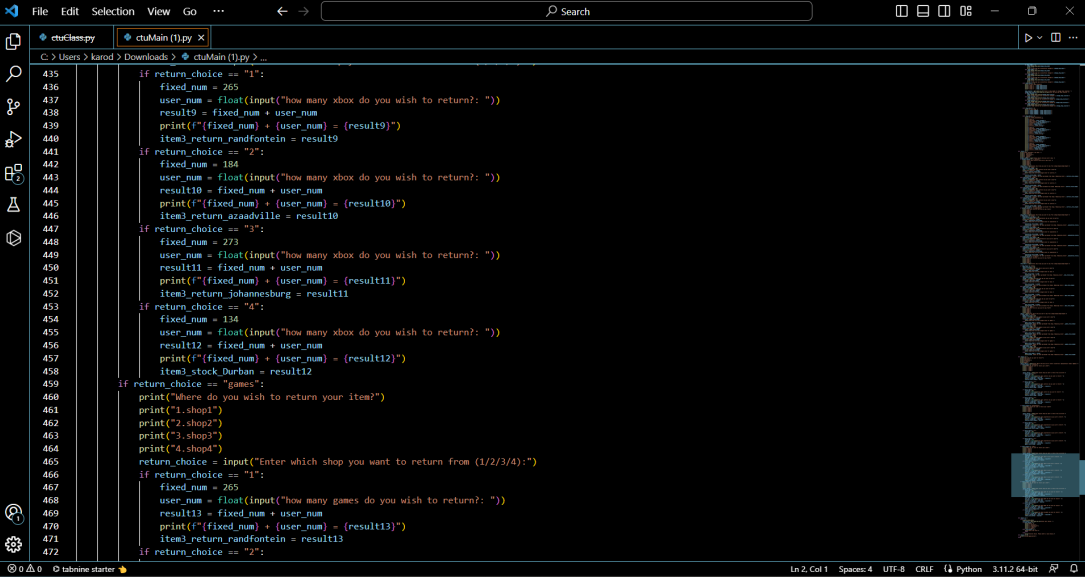 File Edit Selection View Go ··· Search
ctuClass.py ctuMain (1).py
C: > Users > karod > Downloads > ctuMain (1).py > ...
435 if return_choice == "1":
436 fixed_num = 265
437 user_num = float(input("how many xbox do you wish to return?: "))
438 result9 = fixed_num + user_num
439 print(f"{fixed_num} + {user_num} = {result9}")
440 item3_return_randfontein = result9
441 if return_choice == "2":
442 fixed_num = 184
443 user_num = float(input("how many xbox do you wish to return?: "))
444 result10 = fixed_num + user_num
445 print(f"{fixed_num} + {user_num} = {result10}")
446 item3_return_azaadville = result10
447 if return_choice == "3":
448 fixed_num = 273
449 user_num = float(input("how many xbox do you wish to return?: "))
450 result11 = fixed_num + user_num
451 print(f"{fixed_num} + {user_num} = {result11}")
452 item3_return_johannesburg = result11
453 if return_choice == "4":
454 fixed_num = 134
455 user_num = float(input("how many xbox do you wish to return?: "))
456 result12 = fixed_num + user_num
457 print(f"{fixed_num} + {user_num} = {result12}")
458 item3_stock_Durban = result12
459 if return_choice == "games":
460 print("Where do you wish to return your item?")
461 print("1.shop1")
462 print("2.shop2")
463 print("3.shop3")
464 print("4.shop4")
465 return_choice = input("Enter which shop you want to return from (1/2/3/4):")
466 if return_choice == "1":
467 fixed_num = 265
468 user_num = float(input("how many games do you wish to return?: "))
469 result13 = fixed_num + user_num
470 print(f"{fixed_num} + {user_num} = {result13}")
471 item3_return_randfontein = result13
472 if return_choice == "2":
2
1
0 0 tabnine starter Ln 2, Col 1 Spaces: 4 UTF-8 CRLF Python 3.11.2 64-bit